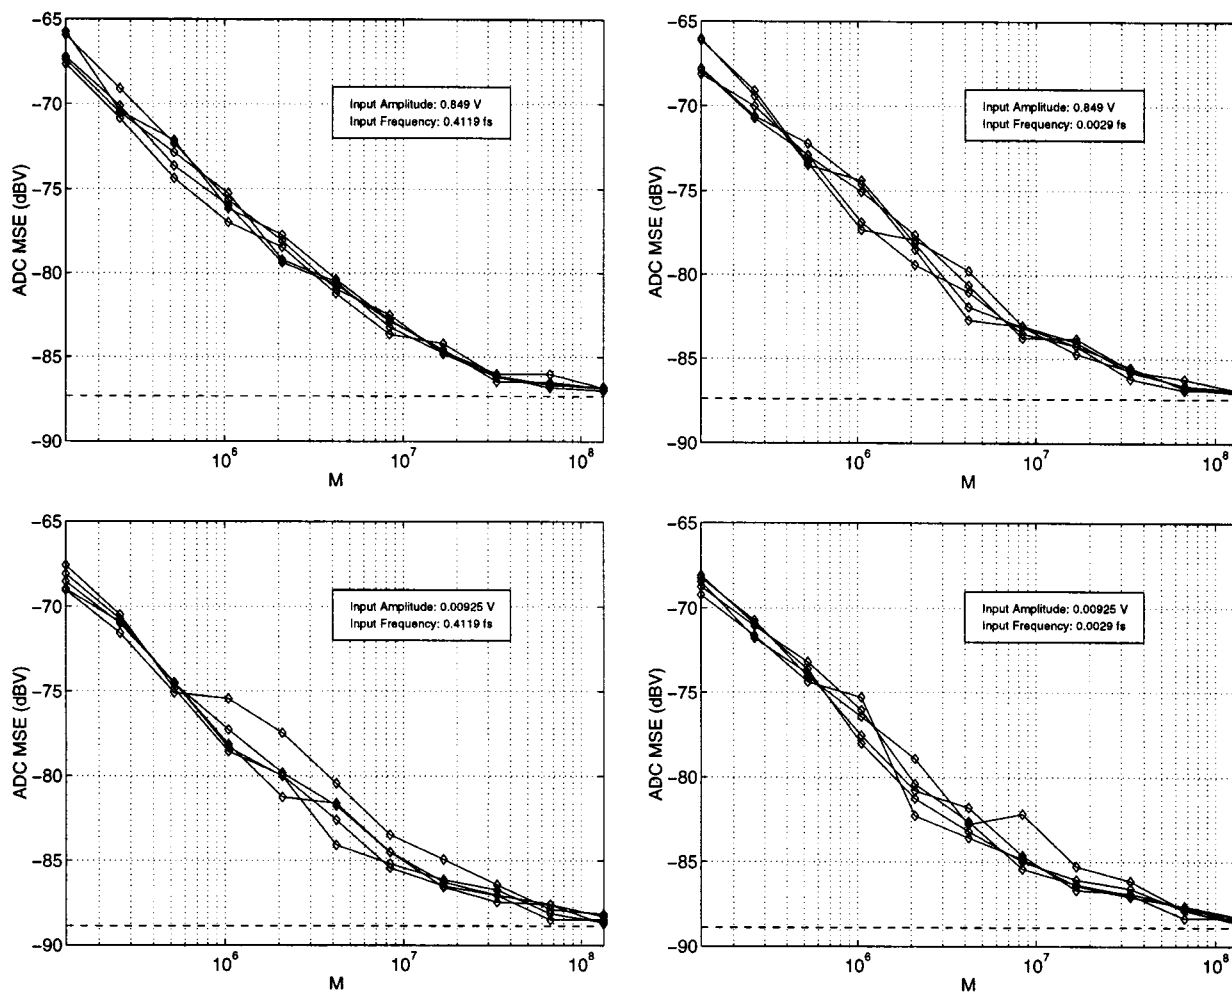 −65
−70
−75
−80
−85
−90
ADC MSE (dBV)
Input Amplitude: 0.849 V
Input Frequency: 0.4119 fs
10^6
10^7
10^8
M
−65
−70
−75
−80
−85
−90
ADC MSE (dBV)
Input Amplitude: 0.849 V
Input Frequency: 0.0029 fs
10^6
10^7
10^8
M
−65
−70
−75
−80
−85
−90
ADC MSE (dBV)
Input Amplitude: 0.00925 V
Input Frequency: 0.4119 fs
10^6
10^7
10^8
M
−65
−70
−75
−80
−85
−90
ADC MSE (dBV)
Input Amplitude: 0.00925 V
Input Frequency: 0.0029 fs
10^6
10^7
10^8
M